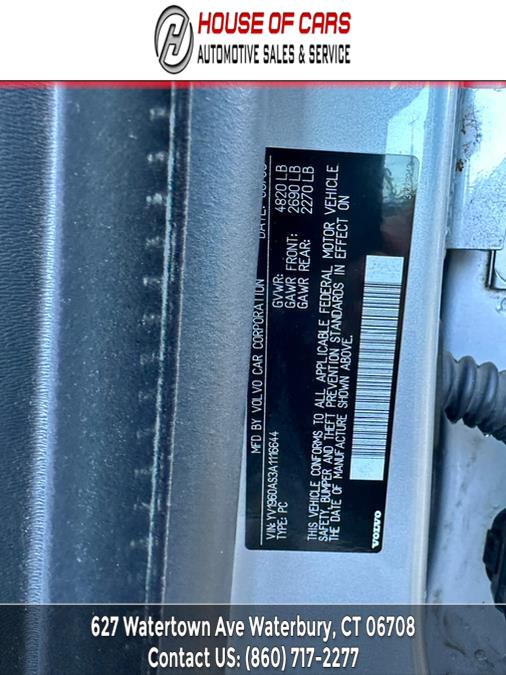 HOUSE OF CARS
AUTOMOTIVE SALES & SERVICE
MFD BY VOLVO CAR CORPORATION DATE:
GVWR: 4820 LB
GAWR FRONT: 2690 LB
GAWR REAR: 2270 LB
VIN:YV1960AS3A1116644
TYPE: PC
THIS VEHICLE CONFORMS TO ALL APPLICABLE FEDERAL MOTOR VEHICLE
SAFETY, BUMPER AND THEFT PREVENTION STANDARDS IN EFFECT ON
THE DATE OF MANUFACTURE SHOWN ABOVE.
VOLVO
627 Watertown Ave Waterbury, CT 06708
Contact US: (860) 717-2277